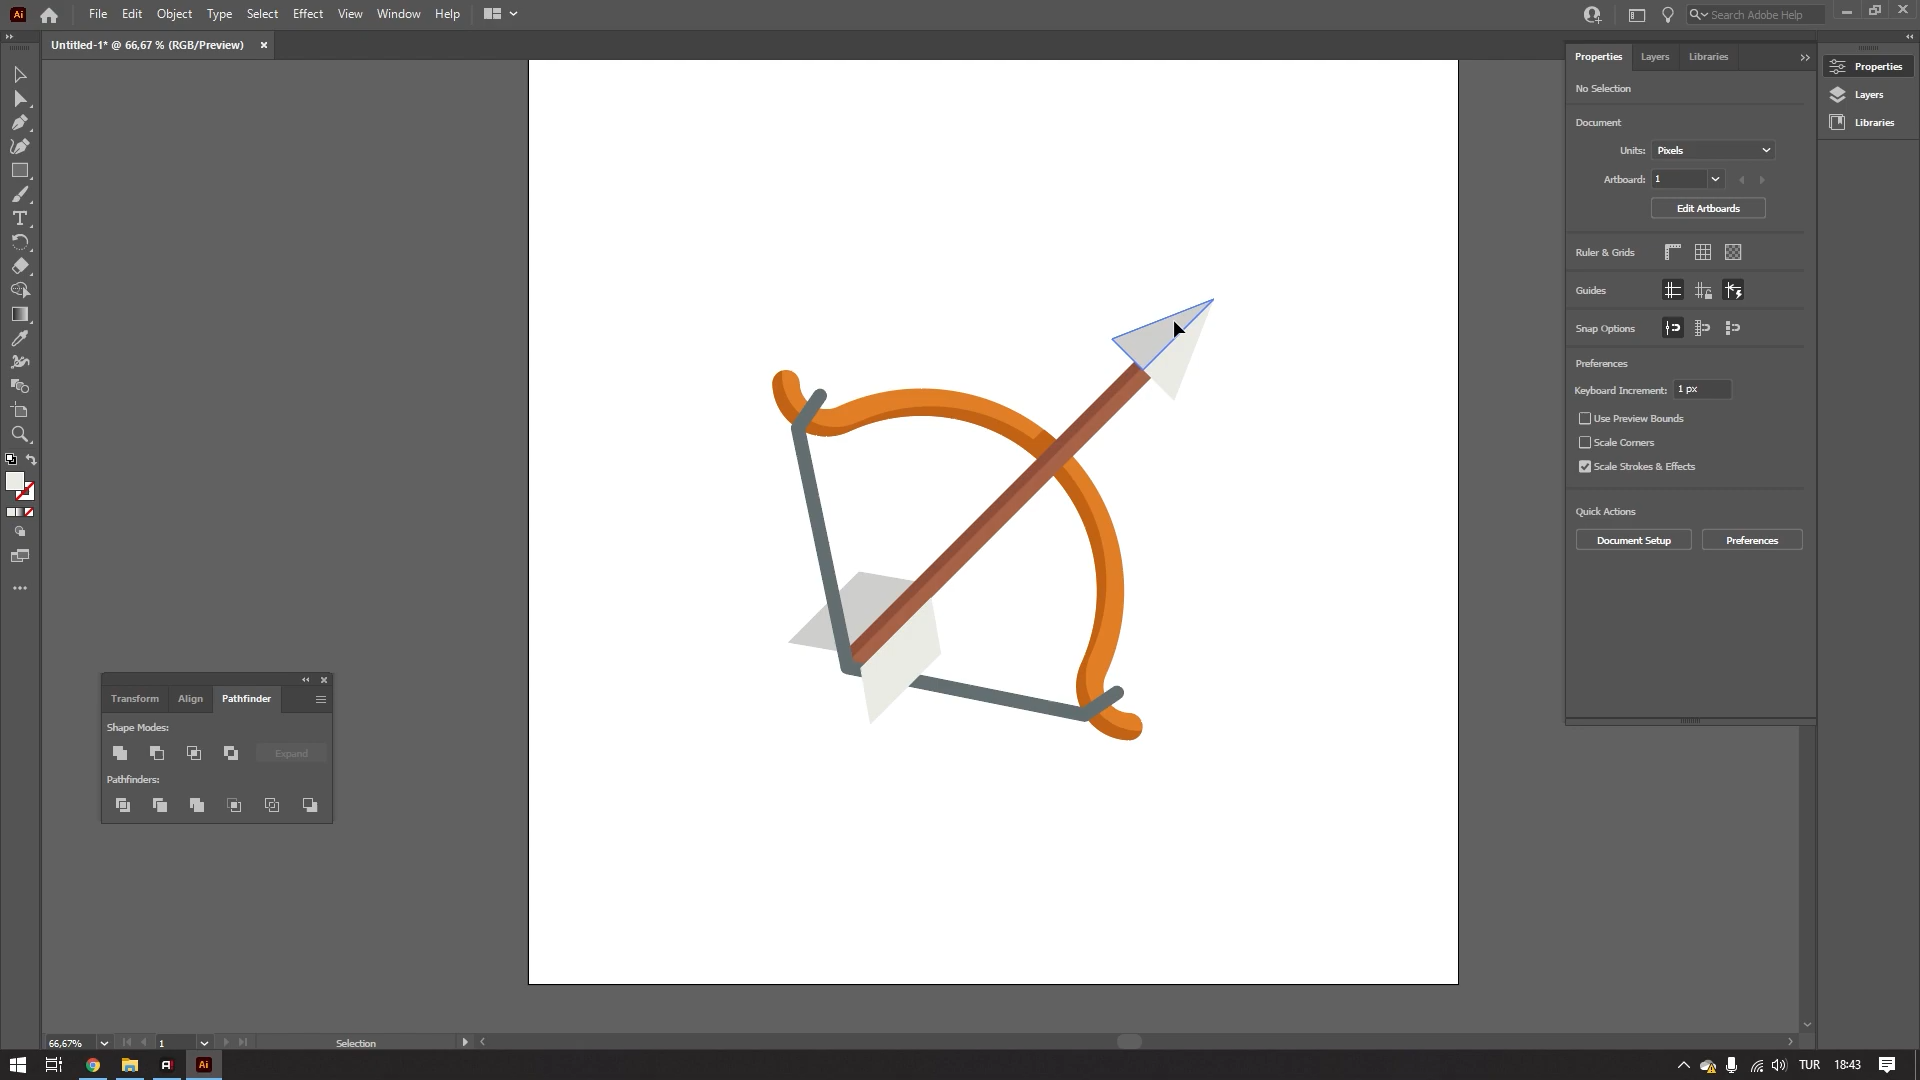 Ai File Edit Object Type Select Effect View Window Help Search Adobe Help
Untitled-1* @ 66,67 % (RGB/Preview)
Properties Layers Libraries
No Selection
Document
Units: Pixels
Artboard: 1
Edit Artboards
Ruler & Grids
Guides
Snap Options
Preferences
Keyboard Increment: 1 px
Use Preview Bounds
Scale Corners
Scale Strokes & Effects
Quick Actions
Document Setup Preferences
Properties
Layers
Libraries
Transform Align Pathfinder
Shape Modes:
Expand
Pathfinders:
66,67% 1 Selection
Ai TUR 18:43